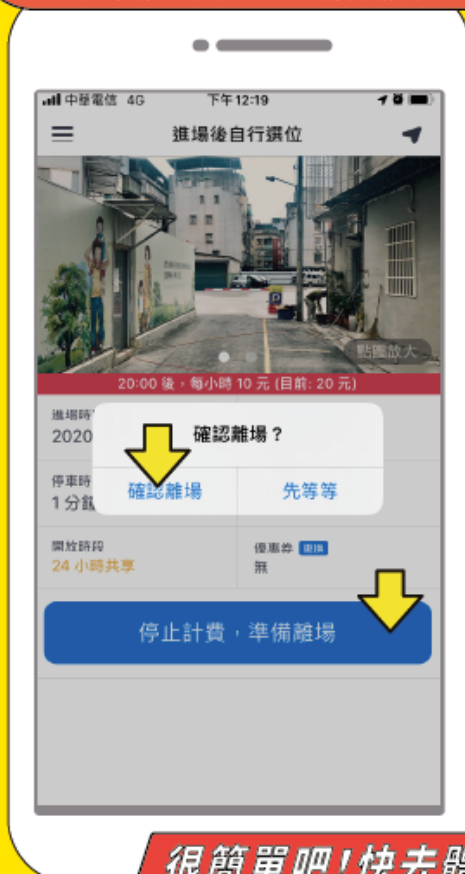 中華電信 4G 下午12:19
進場後自行選位
P
點圖放大
20:00 後,每小時 10 元 (目前: 20 元)
進場時
2020
確認離場?
停車時
1 分鐘
確認離場 先等等
開放時段 優惠券 更換
24 小時共享 無
停止計費,準備離場
很簡單吧!快去